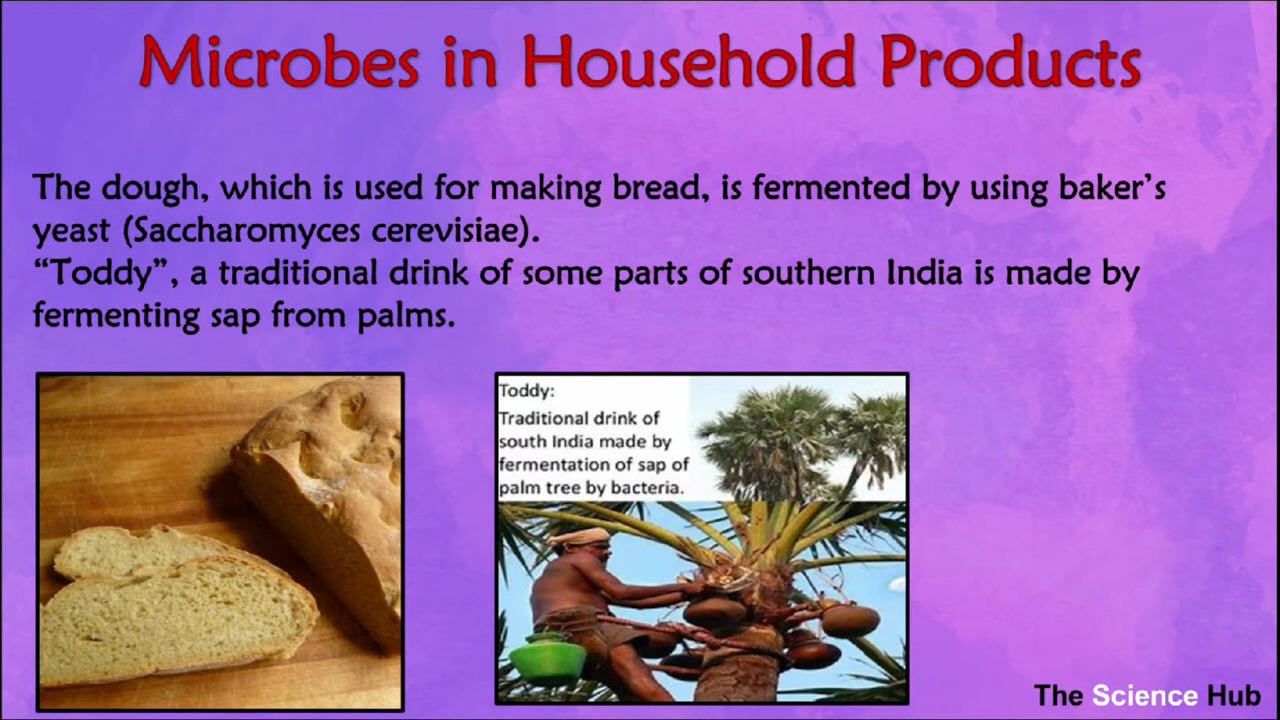 Microbes in Household Products
The dough, which is used for making bread, is fermented by using baker’s
yeast (Saccharomyces cerevisiae).
“Toddy”, a traditional drink of some parts of southern India is made by
fermenting sap from palms.
Toddy:
Traditional drink of
south India made by
fermentation of sap of
palm tree by bacteria.
The Science Hub